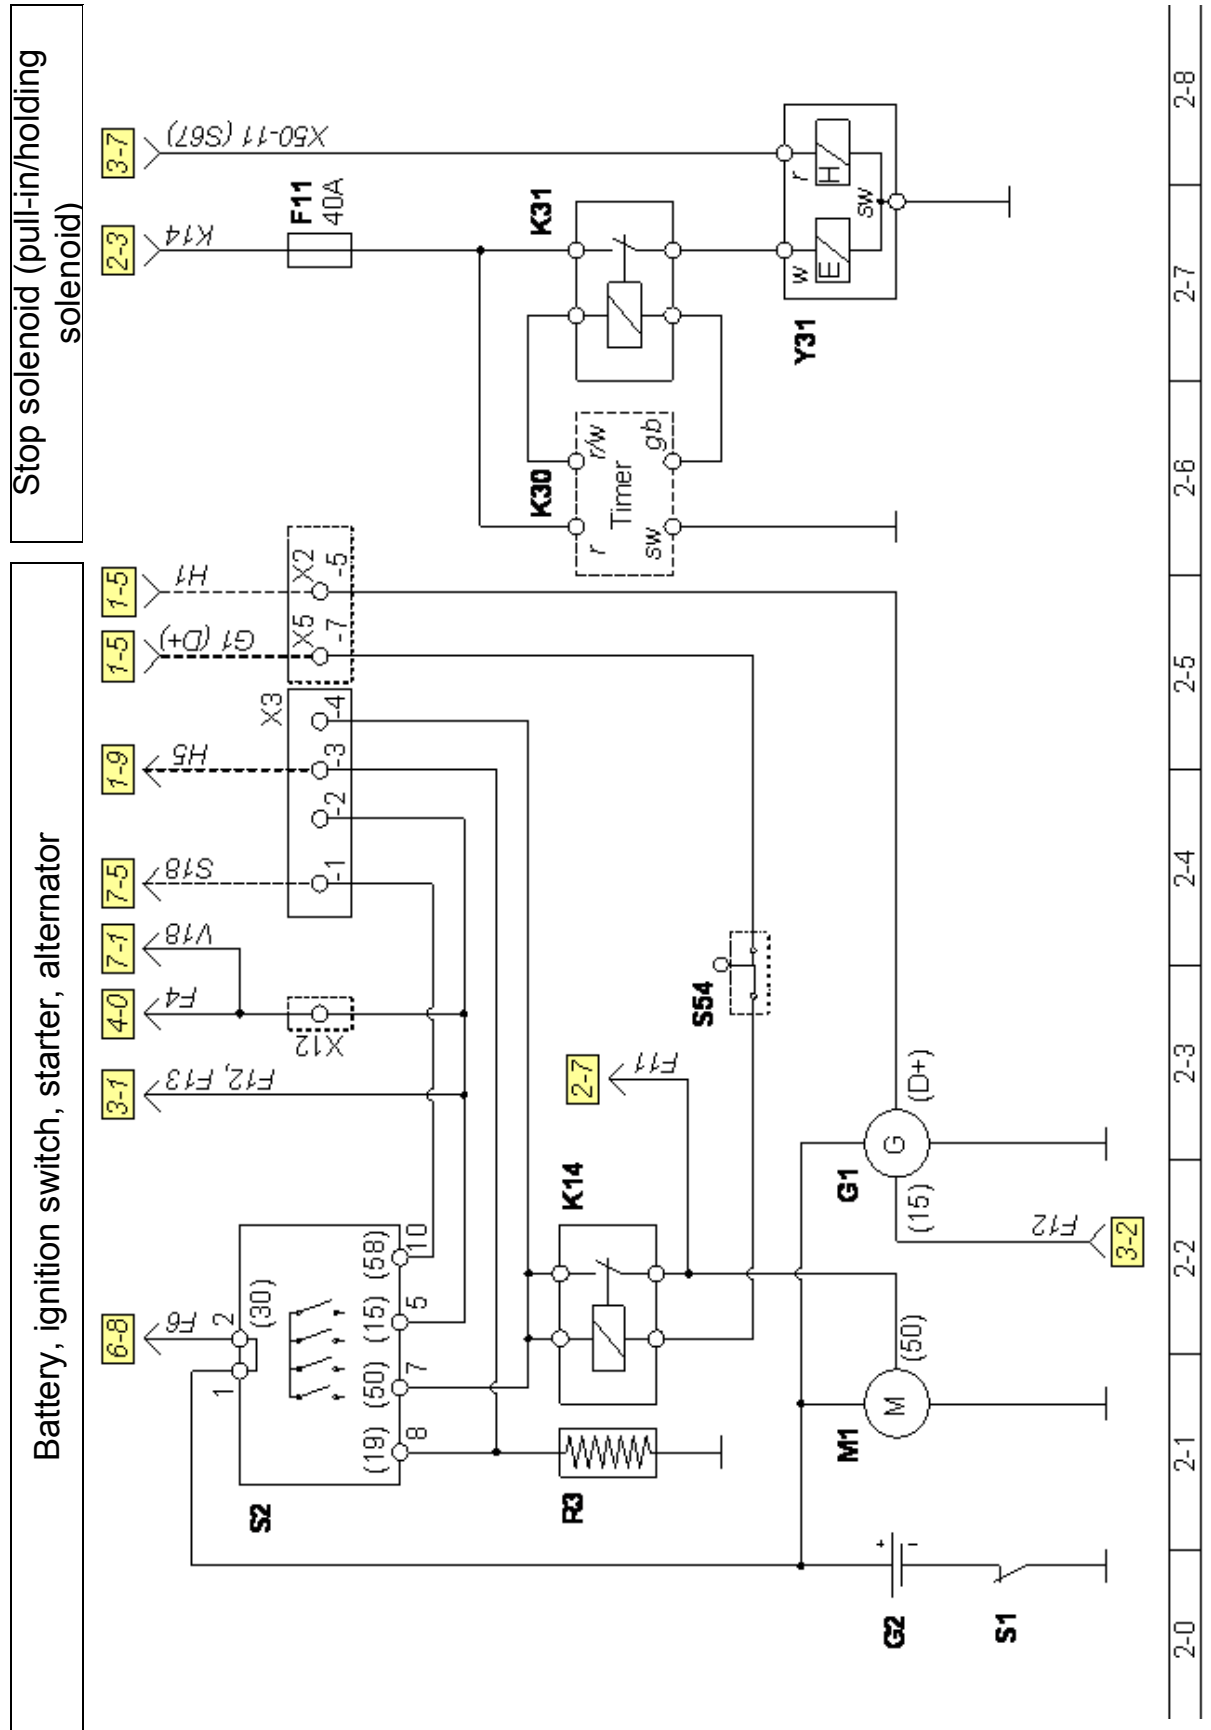 Battery, ignition switch, starter, alternator
Stop solenoid (pull-in/holding
solenoid)
6-8
3-1
4-0
7-1
7-5
1-9
1-5
1-5
2-3
3-7
F6
F12, F13
F4
V18
S18
H5
G1 (D+)
H1
K14
X50-11 (S67)
X12
X3
-1
-2
-3
-4
X5
-7
X2
-5
F11
40A
S2
1
2
(30)
(19)
(50)
(15)
(58)
8
7
5
10
R3
K14
2-7
F11
S54
K30
r
r/w
Timer
sw
gb
K31
Y31
w
r
E
H
sw
G2
+
-
S1
M1
M
(50)
G1
G
(15)
(D+)
F12
3-2
2-0
2-1
2-2
2-3
2-4
2-5
2-6
2-7
2-8